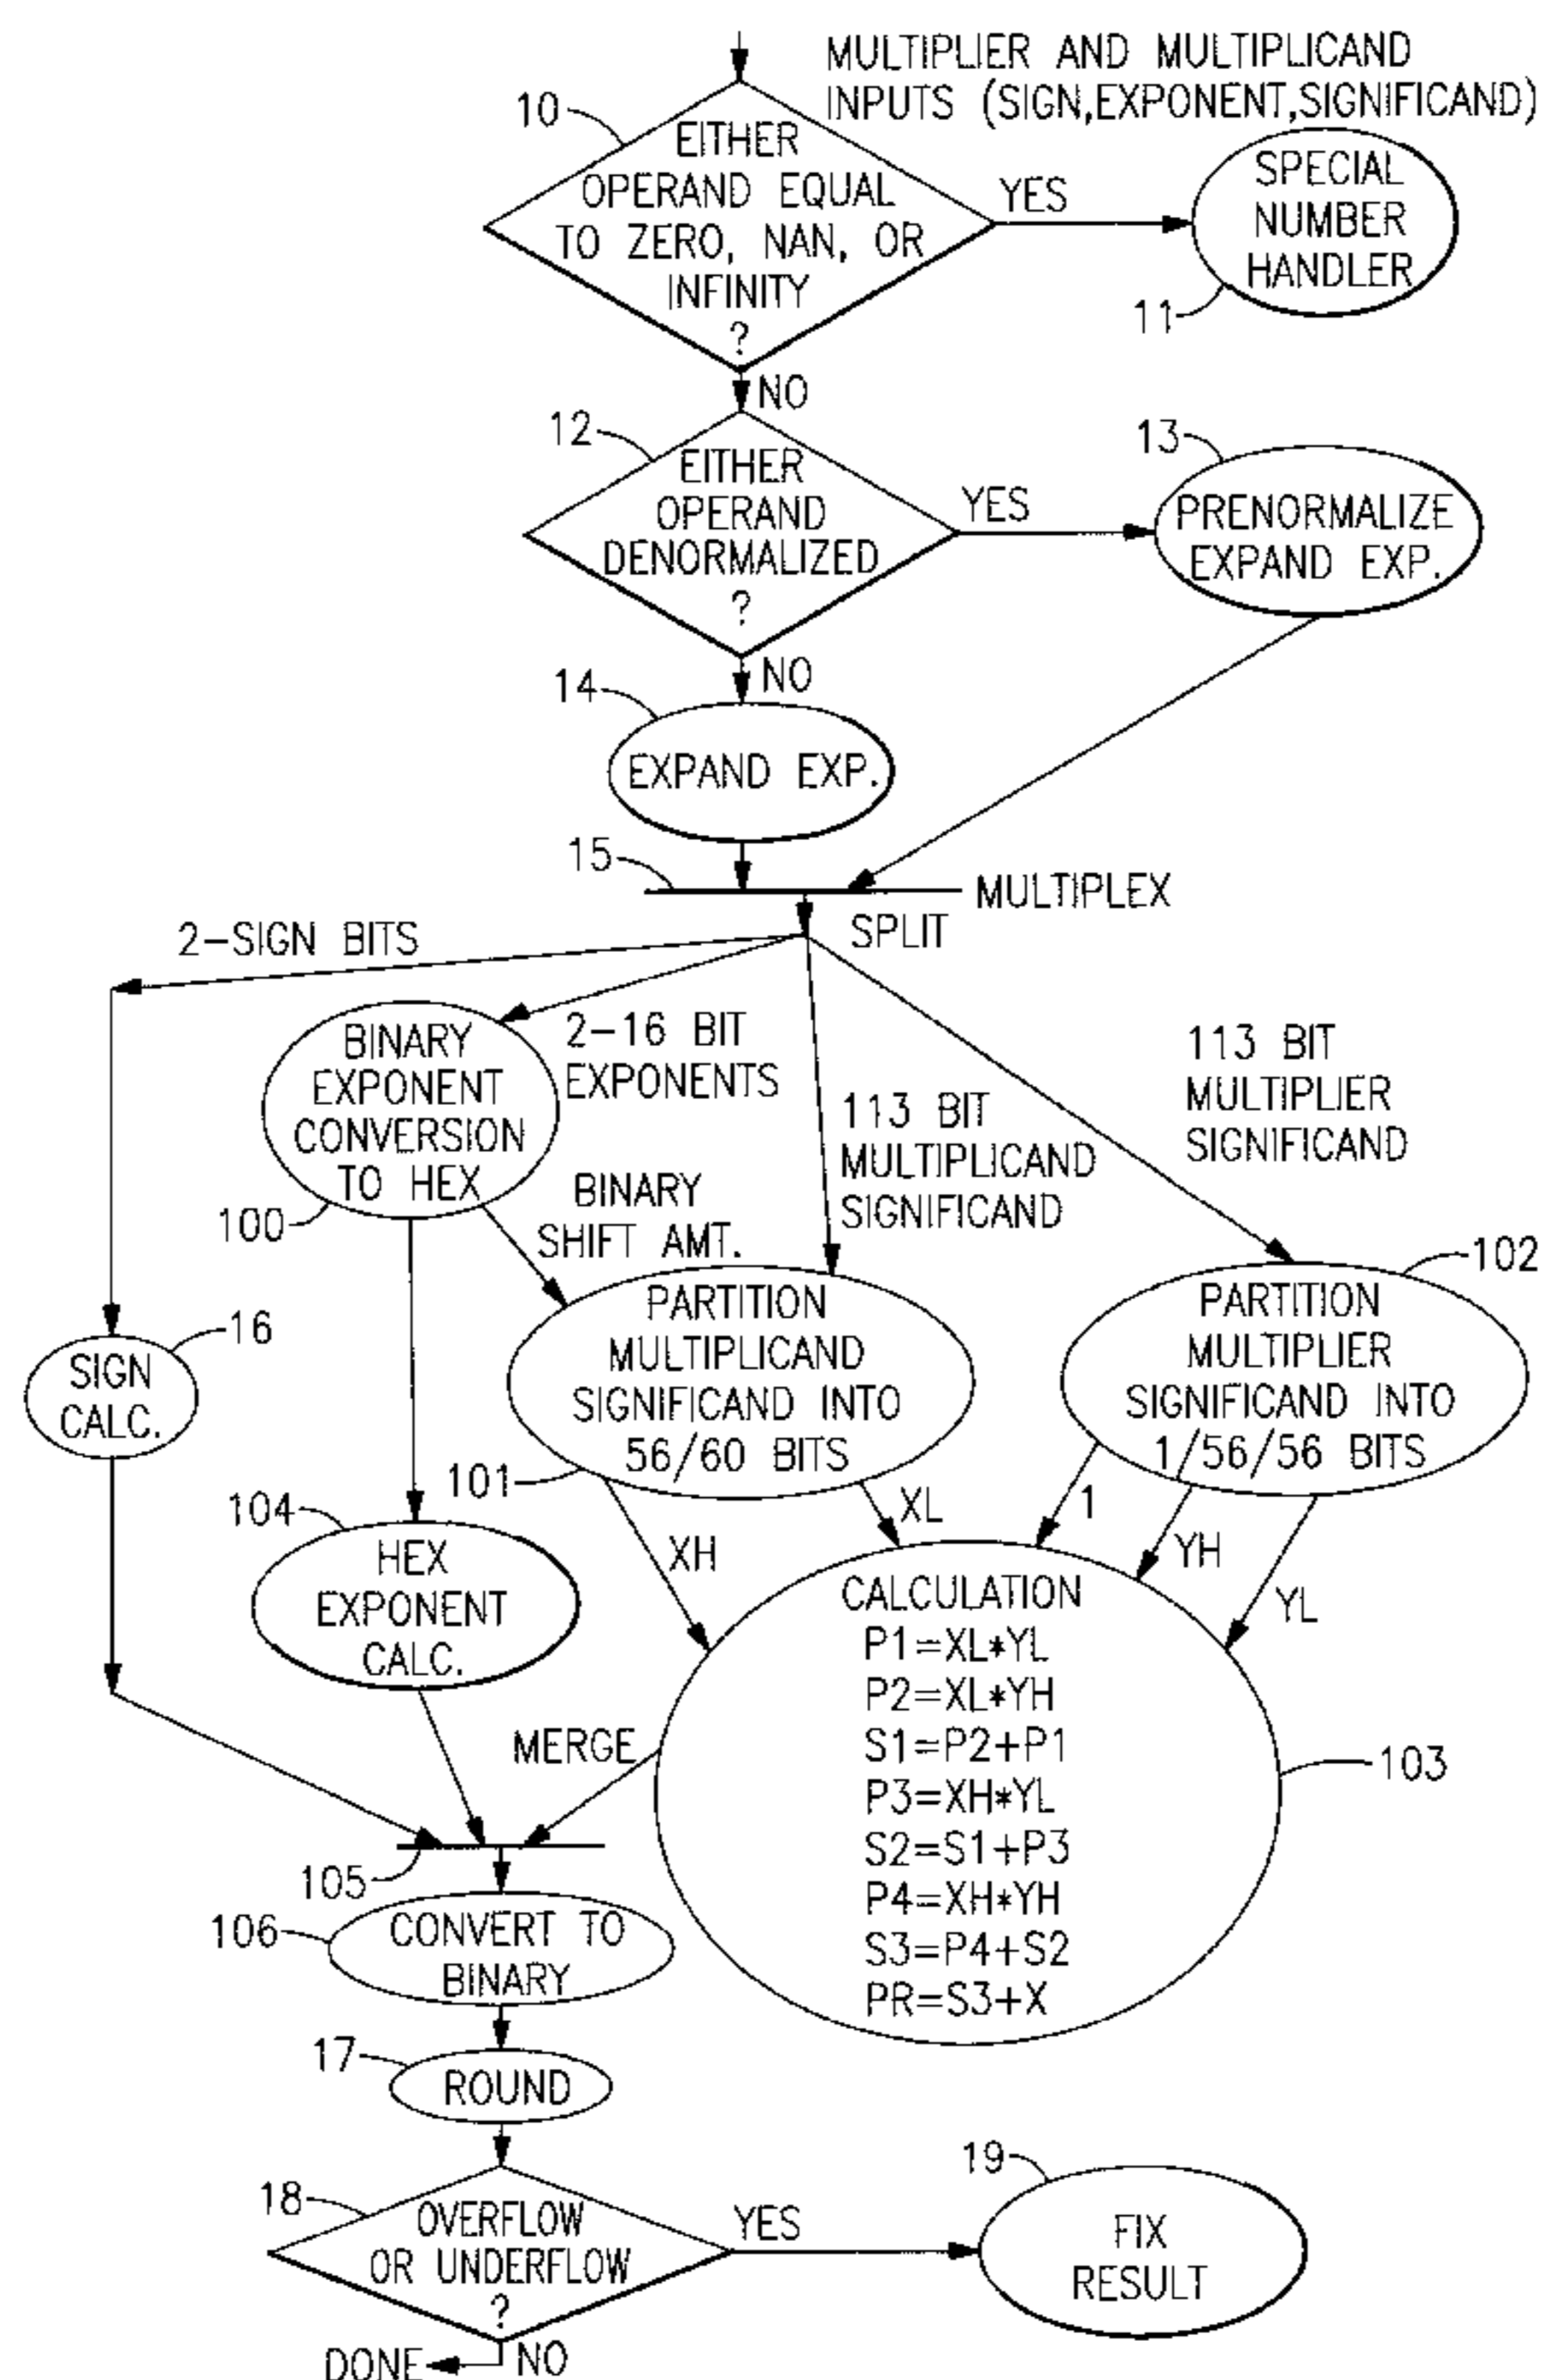 MULTIPLIER AND MULTIPLICAND
INPUTS (SIGN,EXPONENT,SIGNIFICAND)
10
EITHER
OPERAND EQUAL
TO ZERO, NAN, OR
INFINITY
?
YES
SPECIAL
NUMBER
HANDLER
11
NO
12
EITHER
OPERAND
DENORMALIZED
?
YES
13
PRENORMALIZE
EXPAND EXP.
NO
14
EXPAND EXP.
15
MULTIPLEX
SPLIT
2-SIGN BITS
2-16 BIT
EXPONENTS
113 BIT
MULTIPLICAND
SIGNIFICAND
113 BIT
MULTIPLIER
SIGNIFICAND
BINARY
EXPONENT
CONVERSION
TO HEX
100
BINARY
SHIFT AMT.
16
SIGN
CALC.
PARTITION
MULTIPLICAND
SIGNIFICAND INTO
56/60 BITS
101
102
PARTITION
MULTIPLIER
SIGNIFICAND INTO
1/56/56 BITS
104
HEX
EXPONENT
CALC.
XH
XL
1
YH
YL
CALCULATION
P1=XL*YL
P2=XL*YH
S1=P2+P1
P3=XH*YL
S2=S1+P3
P4=XH*YH
S3=P4+S2
PR=S3+X
103
MERGE
105
106
CONVERT TO
BINARY
17
ROUND
18
OVERFLOW
OR UNDERFLOW
?
YES
19
FIX
RESULT
NO
DONE